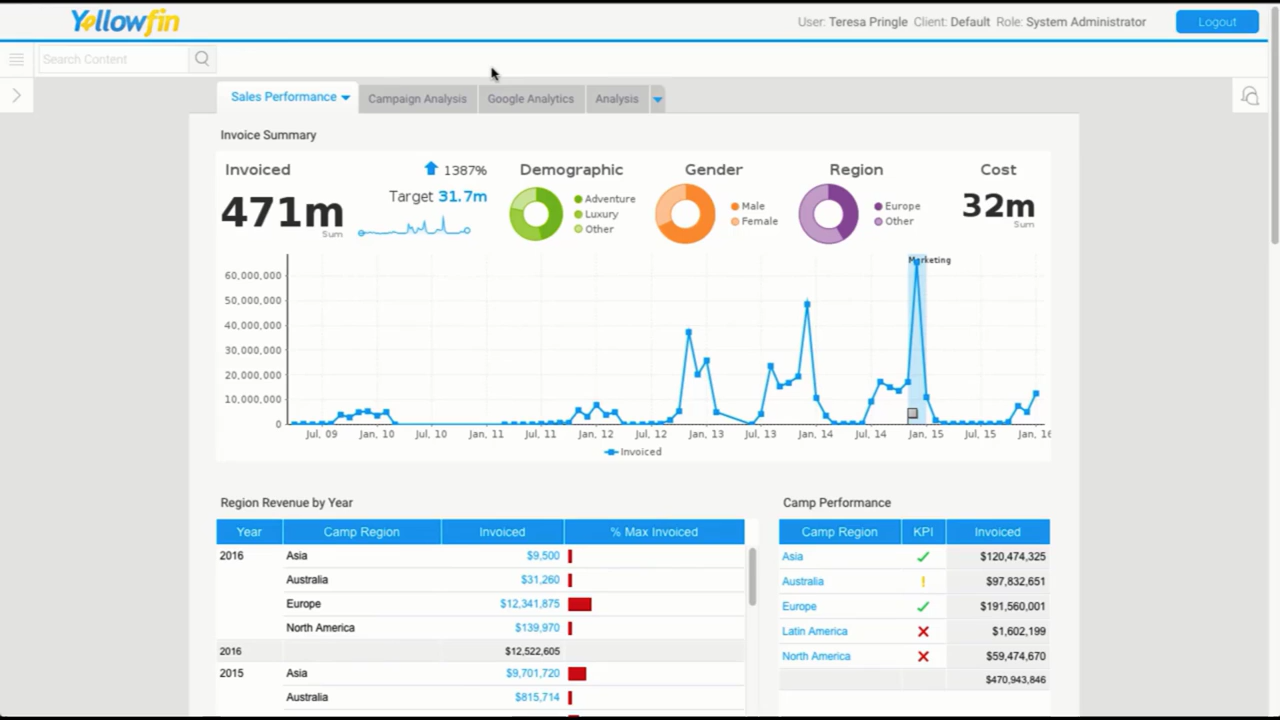 Yellowfin
User: Teresa Pringle Client: Default Role: System Administrator
Logout
Search Content
Sales Performance
Campaign Analysis
Google Analytics
Analysis
Invoice Summary
Invoiced
1387%
471m
Sum
Target 31.7m
Demographic
Adventure
Luxury
Other
Gender
Male
Female
Region
Europe
Other
Cost
32m
Sum
Marketing
60,000,000
50,000,000
40,000,000
30,000,000
20,000,000
10,000,000
0
Jul, 09 Jan, 10 Jul, 10 Jan, 11 Jul, 11 Jan, 12 Jul, 12 Jan, 13 Jul, 13 Jan, 14 Jul, 14 Jan, 15 Jul, 15 Jan, 16
Invoiced
Region Revenue by Year
Year Camp Region Invoiced % Max Invoiced
2016 Asia $9,500
Australia $31,260
Europe $12,341,875
North America $139,970
2016 $12,522,605
2015 Asia $9,701,720
Australia $815,714
Camp Performance
Camp Region KPI Invoiced
Asia $120,474,325
Australia $97,832,651
Europe $191,560,001
Latin America $1,602,199
North America $59,474,670
$470,943,846